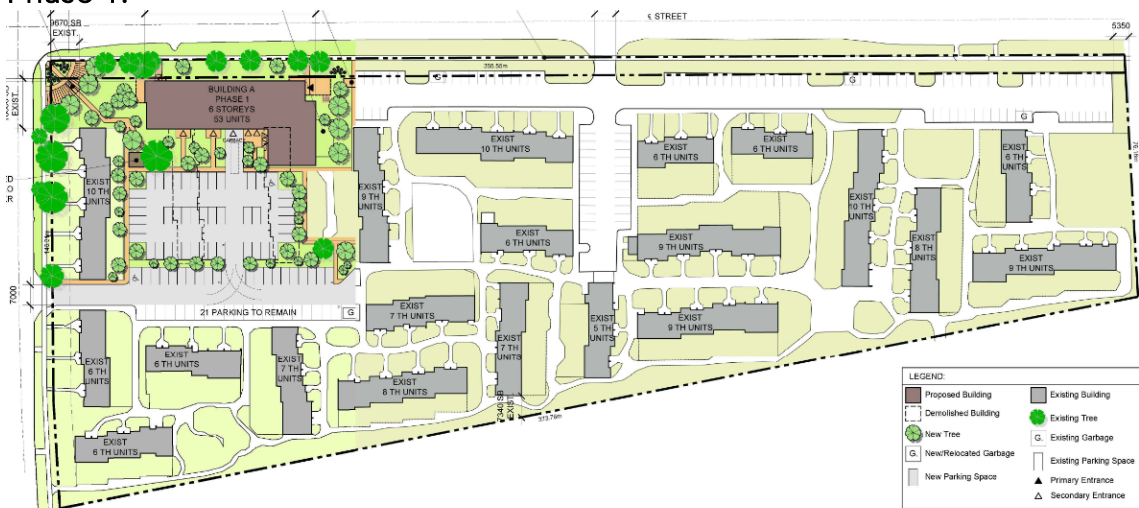 Phase 1:
9670 SB
EXIST.
℄ STREET
5350
BUILDING A
PHASE 1
6 STOREYS
53 UNITS
G
G
G
EXIST.
EXIST
10 TH
UNITS
EXIST
9 TH
UNITS
EXIST
10 TH UNITS
EXIST
6 TH UNITS
EXIST
6 TH UNITS
EXIST
10 TH
UNITS
EXIST
6 TH
UNITS
EXIST
8 TH
UNITS
EXIST
6 TH UNITS
EXIST
9 TH UNITS
EXIST
9 TH UNITS
7000
21 PARKING TO REMAIN
G
EXIST
7 TH UNITS
EXIST
7 TH
UNITS
EXIST
5 TH
UNITS
EXIST
9 TH UNITS
EXIST
6 TH
UNITS
EXIST
6 TH UNITS
EXIST
7 TH
UNITS
EXIST
8 TH UNITS
7340 SB
EXIST.
373.76m
EXIST
6 TH UNITS
LEGEND:
Proposed Building
Existing Building
Demolished Building
Existing Tree
New Tree
G. Existing Garbage
G. New/Relocated Garbage
Existing Parking Space
New Parking Space
Primary Entrance
Secondary Entrance